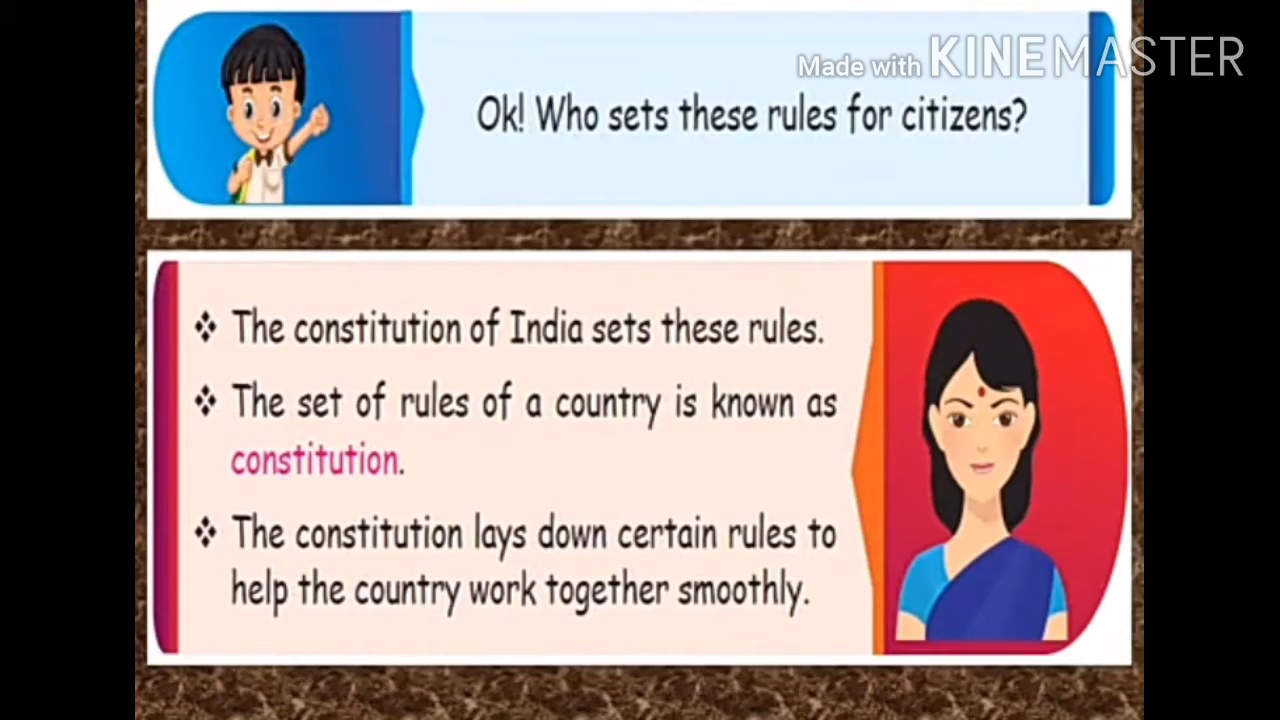 Made with KINEMASTER
Ok! Who sets these rules for citizens?
❖ The constitution of India sets these rules.
❖ The set of rules of a country is known as
constitution.
❖ The constitution lays down certain rules to
help the country work together smoothly.